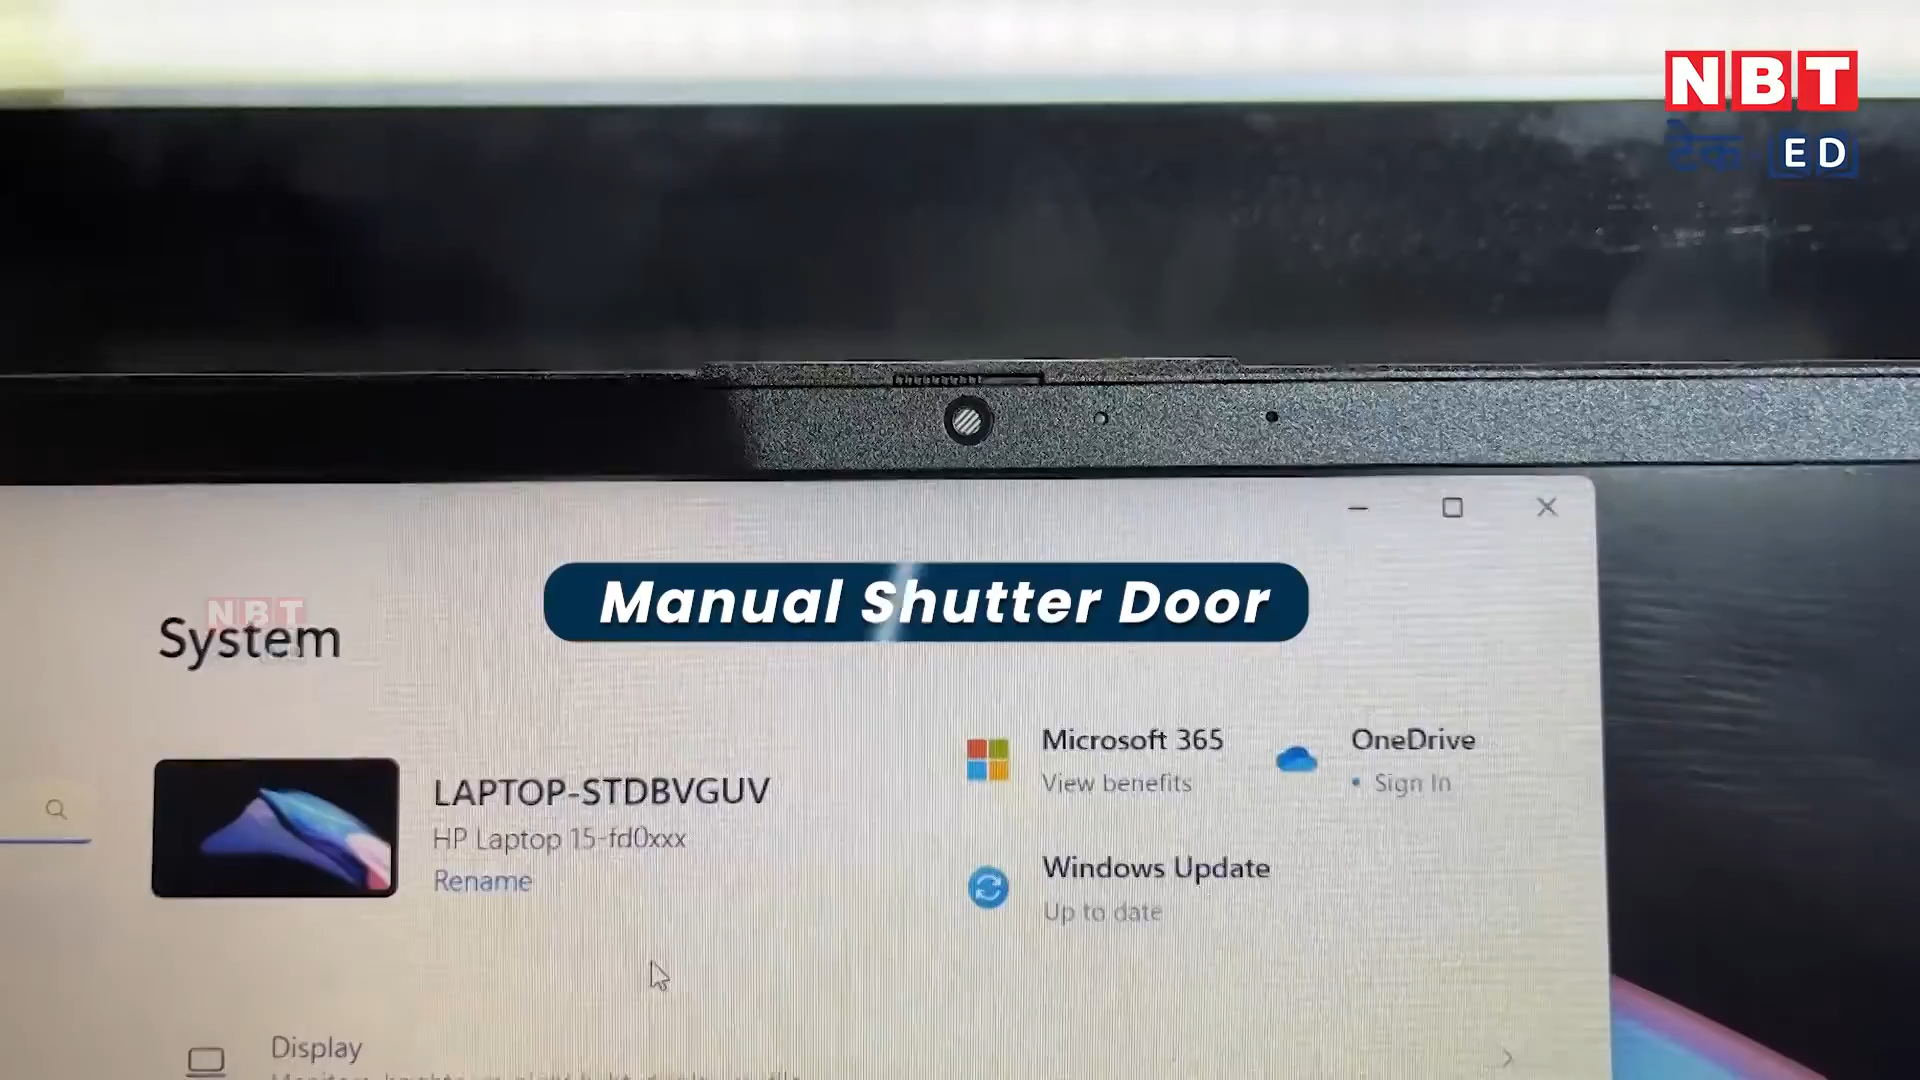 NBT
टेक-ED
Manual Shutter Door
NBT
System
Microsoft 365
View benefits
OneDrive
• Sign In
LAPTOP-STDBVGUV
HP Laptop 15-fd0xxx
Rename
Windows Update
Up to date
Display